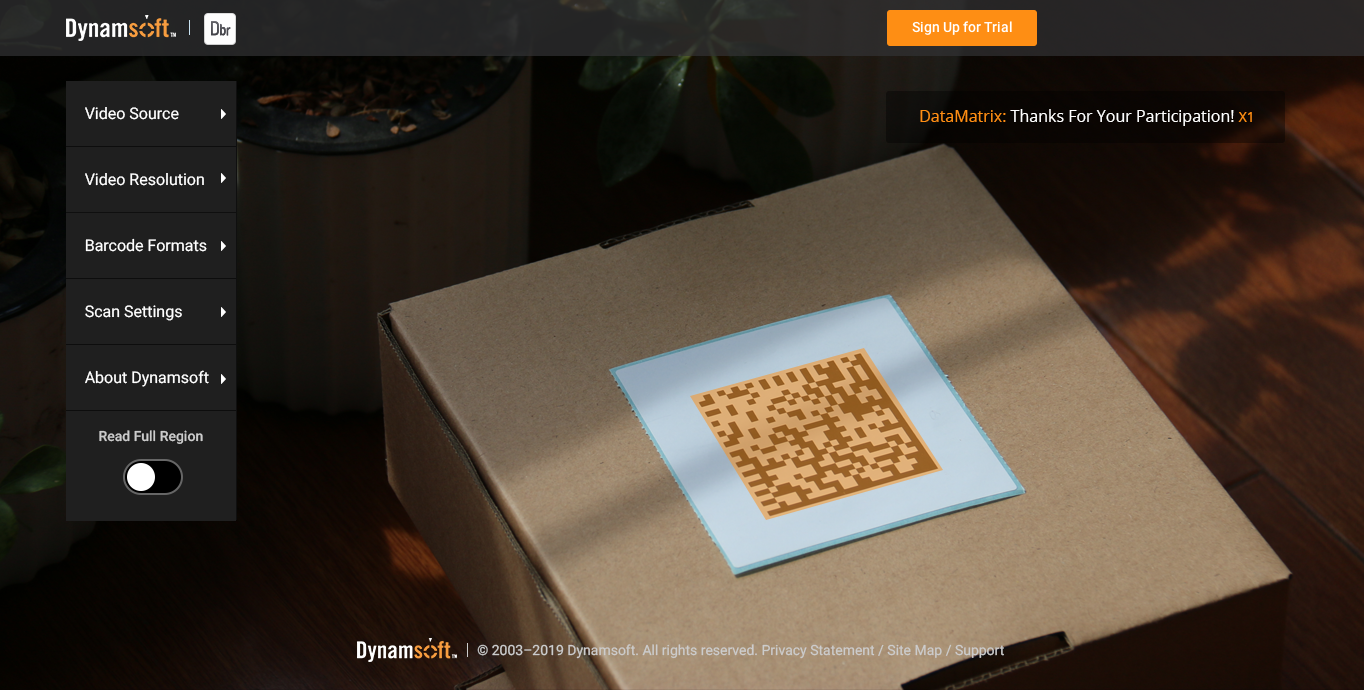 Dynamsoft™ | Dbr
Sign Up for Trial
Video Source
Video Resolution
Barcode Formats
Scan Settings
About Dynamsoft
Read Full Region
DataMatrix: Thanks For Your Participation! X1
Dynamsoft™ | © 2003–2019 Dynamsoft. All rights reserved. Privacy Statement / Site Map / Support